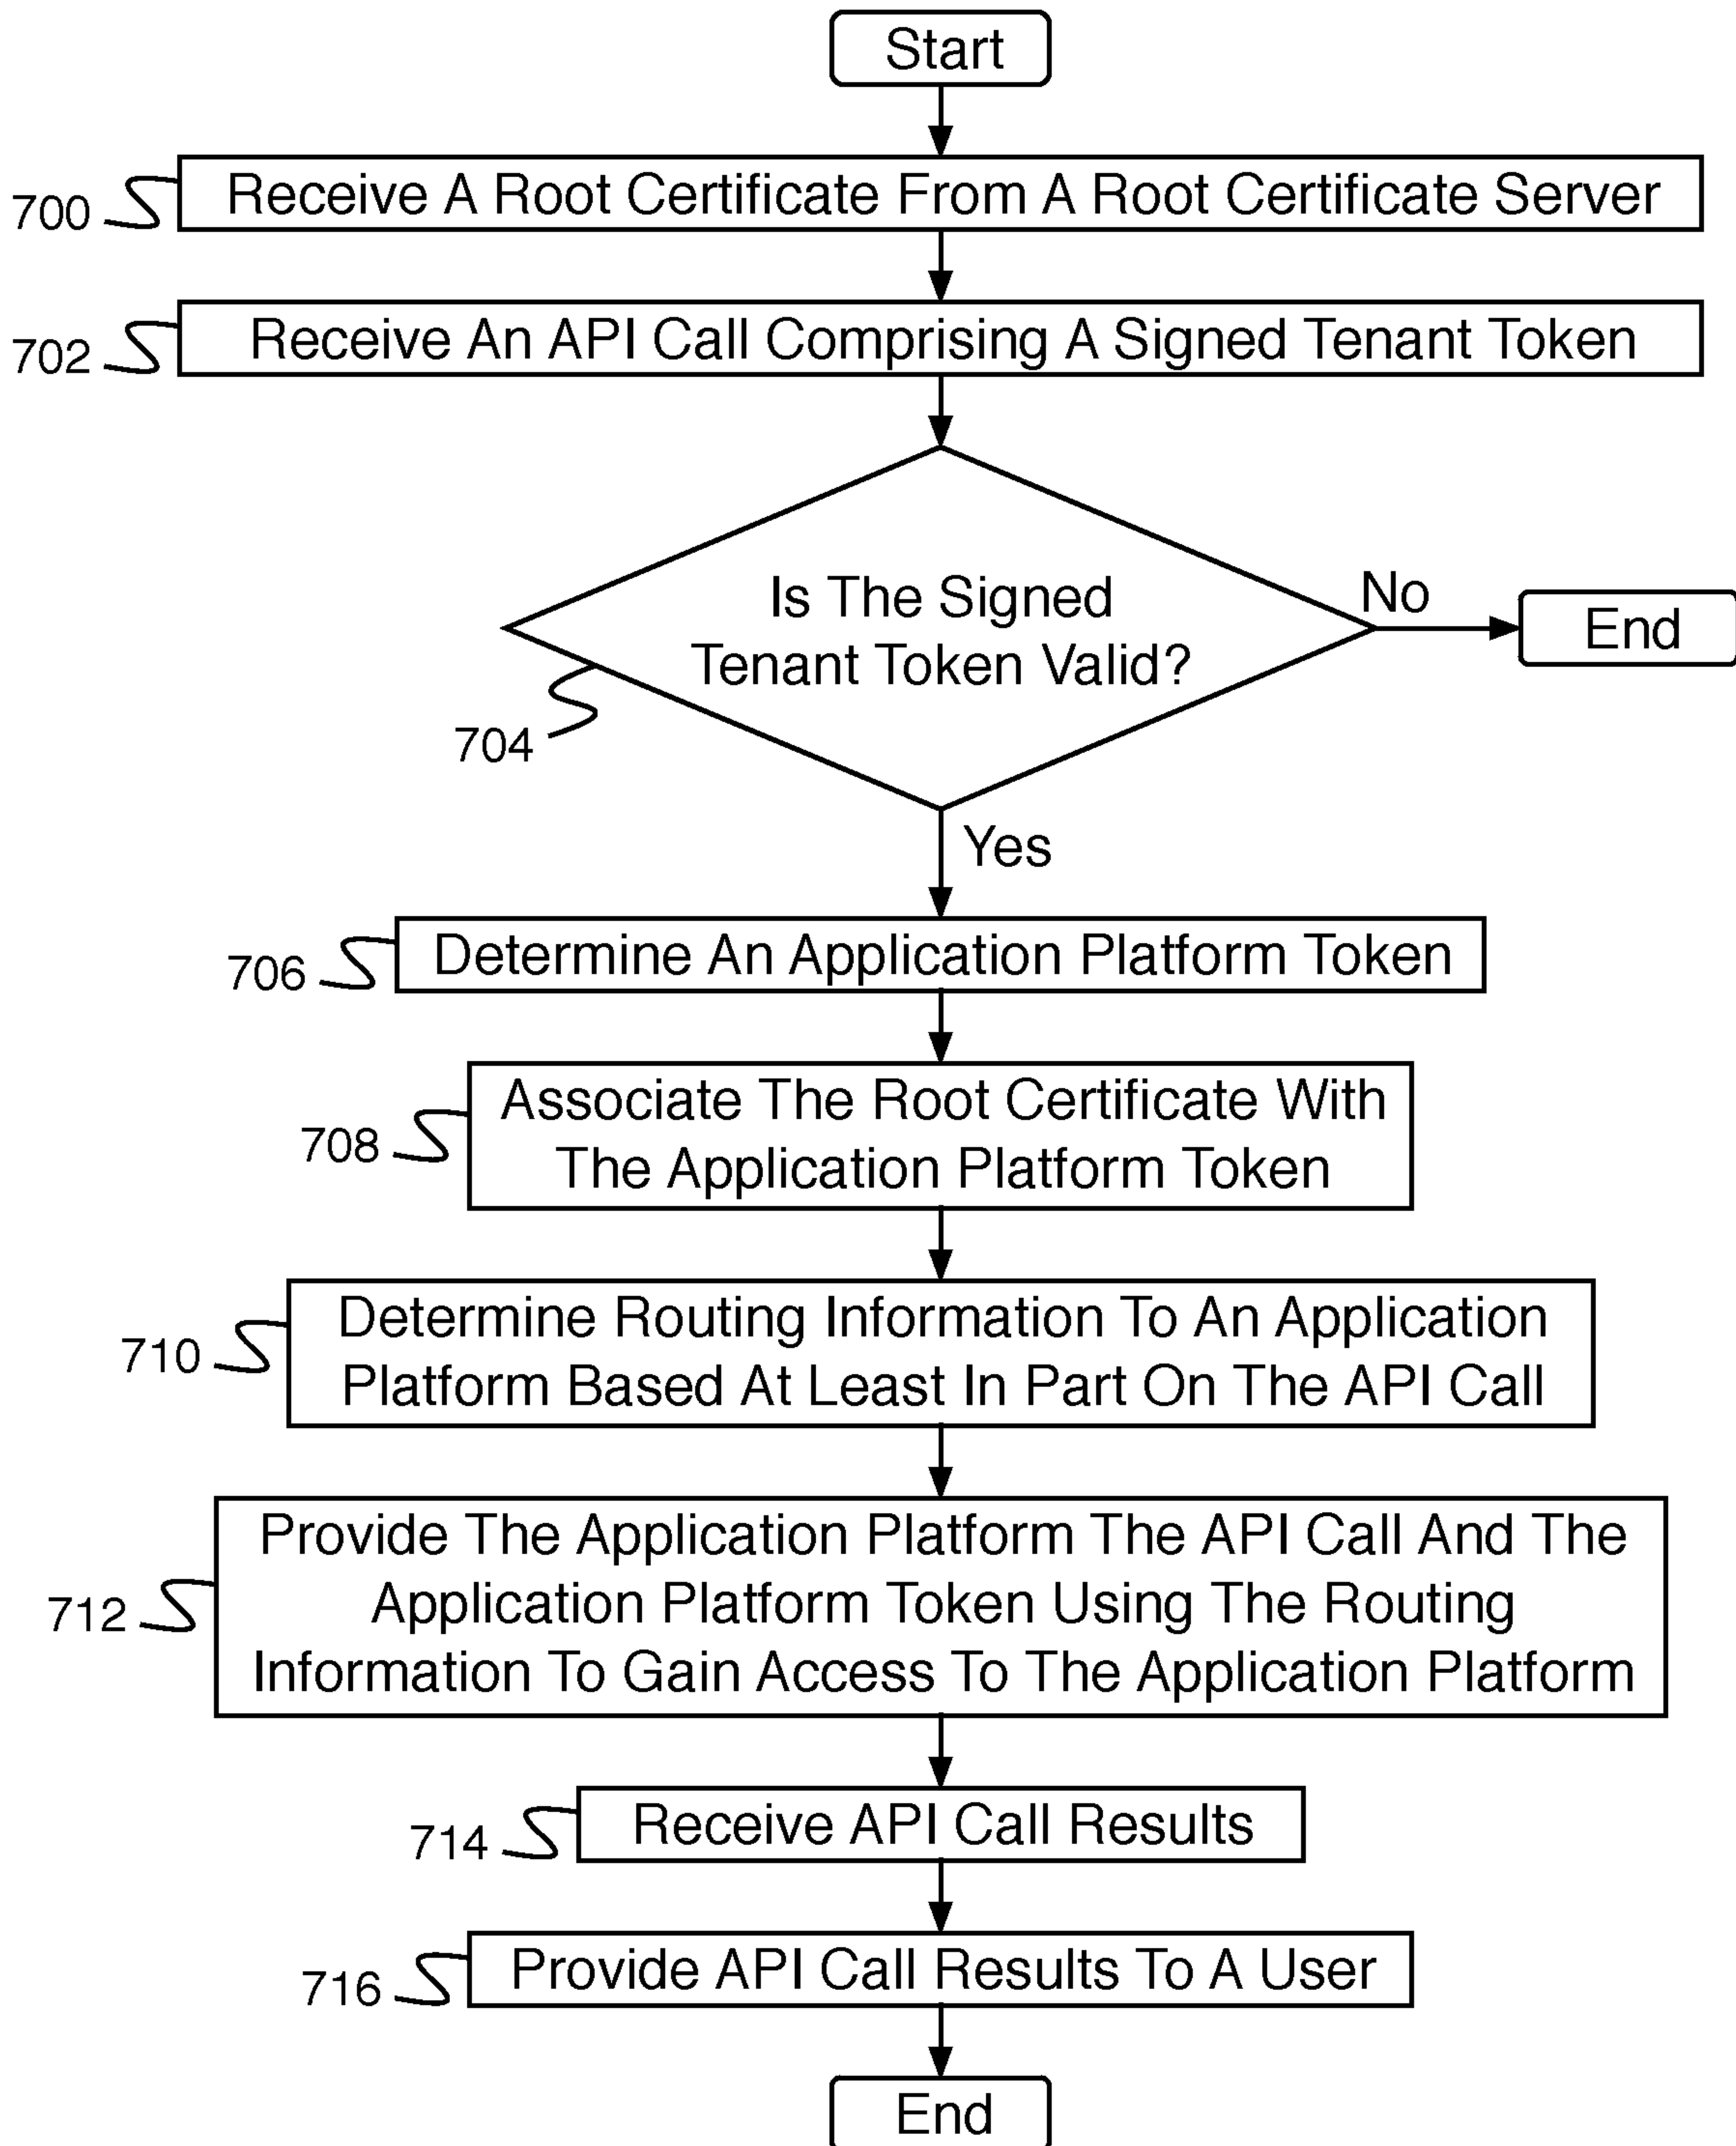 Start
700
Receive A Root Certificate From A Root Certificate Server
702
Receive An API Call Comprising A Signed Tenant Token
Is The Signed
Tenant Token Valid?
No
End
704
Yes
706
Determine An Application Platform Token
708
Associate The Root Certificate With
The Application Platform Token
710
Determine Routing Information To An Application
Platform Based At Least In Part On The API Call
712
Provide The Application Platform The API Call And The
Application Platform Token Using The Routing
Information To Gain Access To The Application Platform
714
Receive API Call Results
716
Provide API Call Results To A User
End